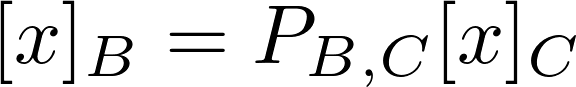 [x]_B = P_{B,C}[x]_C